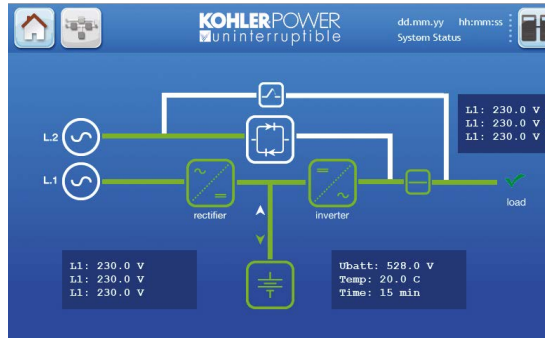 KOHLERPOWER
uninterruptible
dd.mm.yy hh:mm:ss
System Status
L1: 230.0 V
L1: 230.0 V
L1: 230.0 V
L.2
L.1
rectifier
inverter
load
L1: 230.0 V
L1: 230.0 V
L1: 230.0 V
Ubatt: 528.0 V
Temp: 20.0 C
Time: 15 min